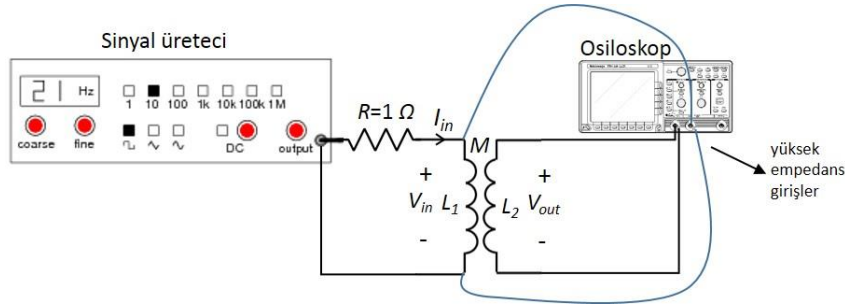 Sinyal üreteci
Osiloskop
21 Hz
1 10 100 1k 10k 100k 1M
coarse fine
DC output
R=1 Ω
I_in
M
+
V_in
-
L_1
L_2
+
V_out
-
yüksek
empedans
girişler